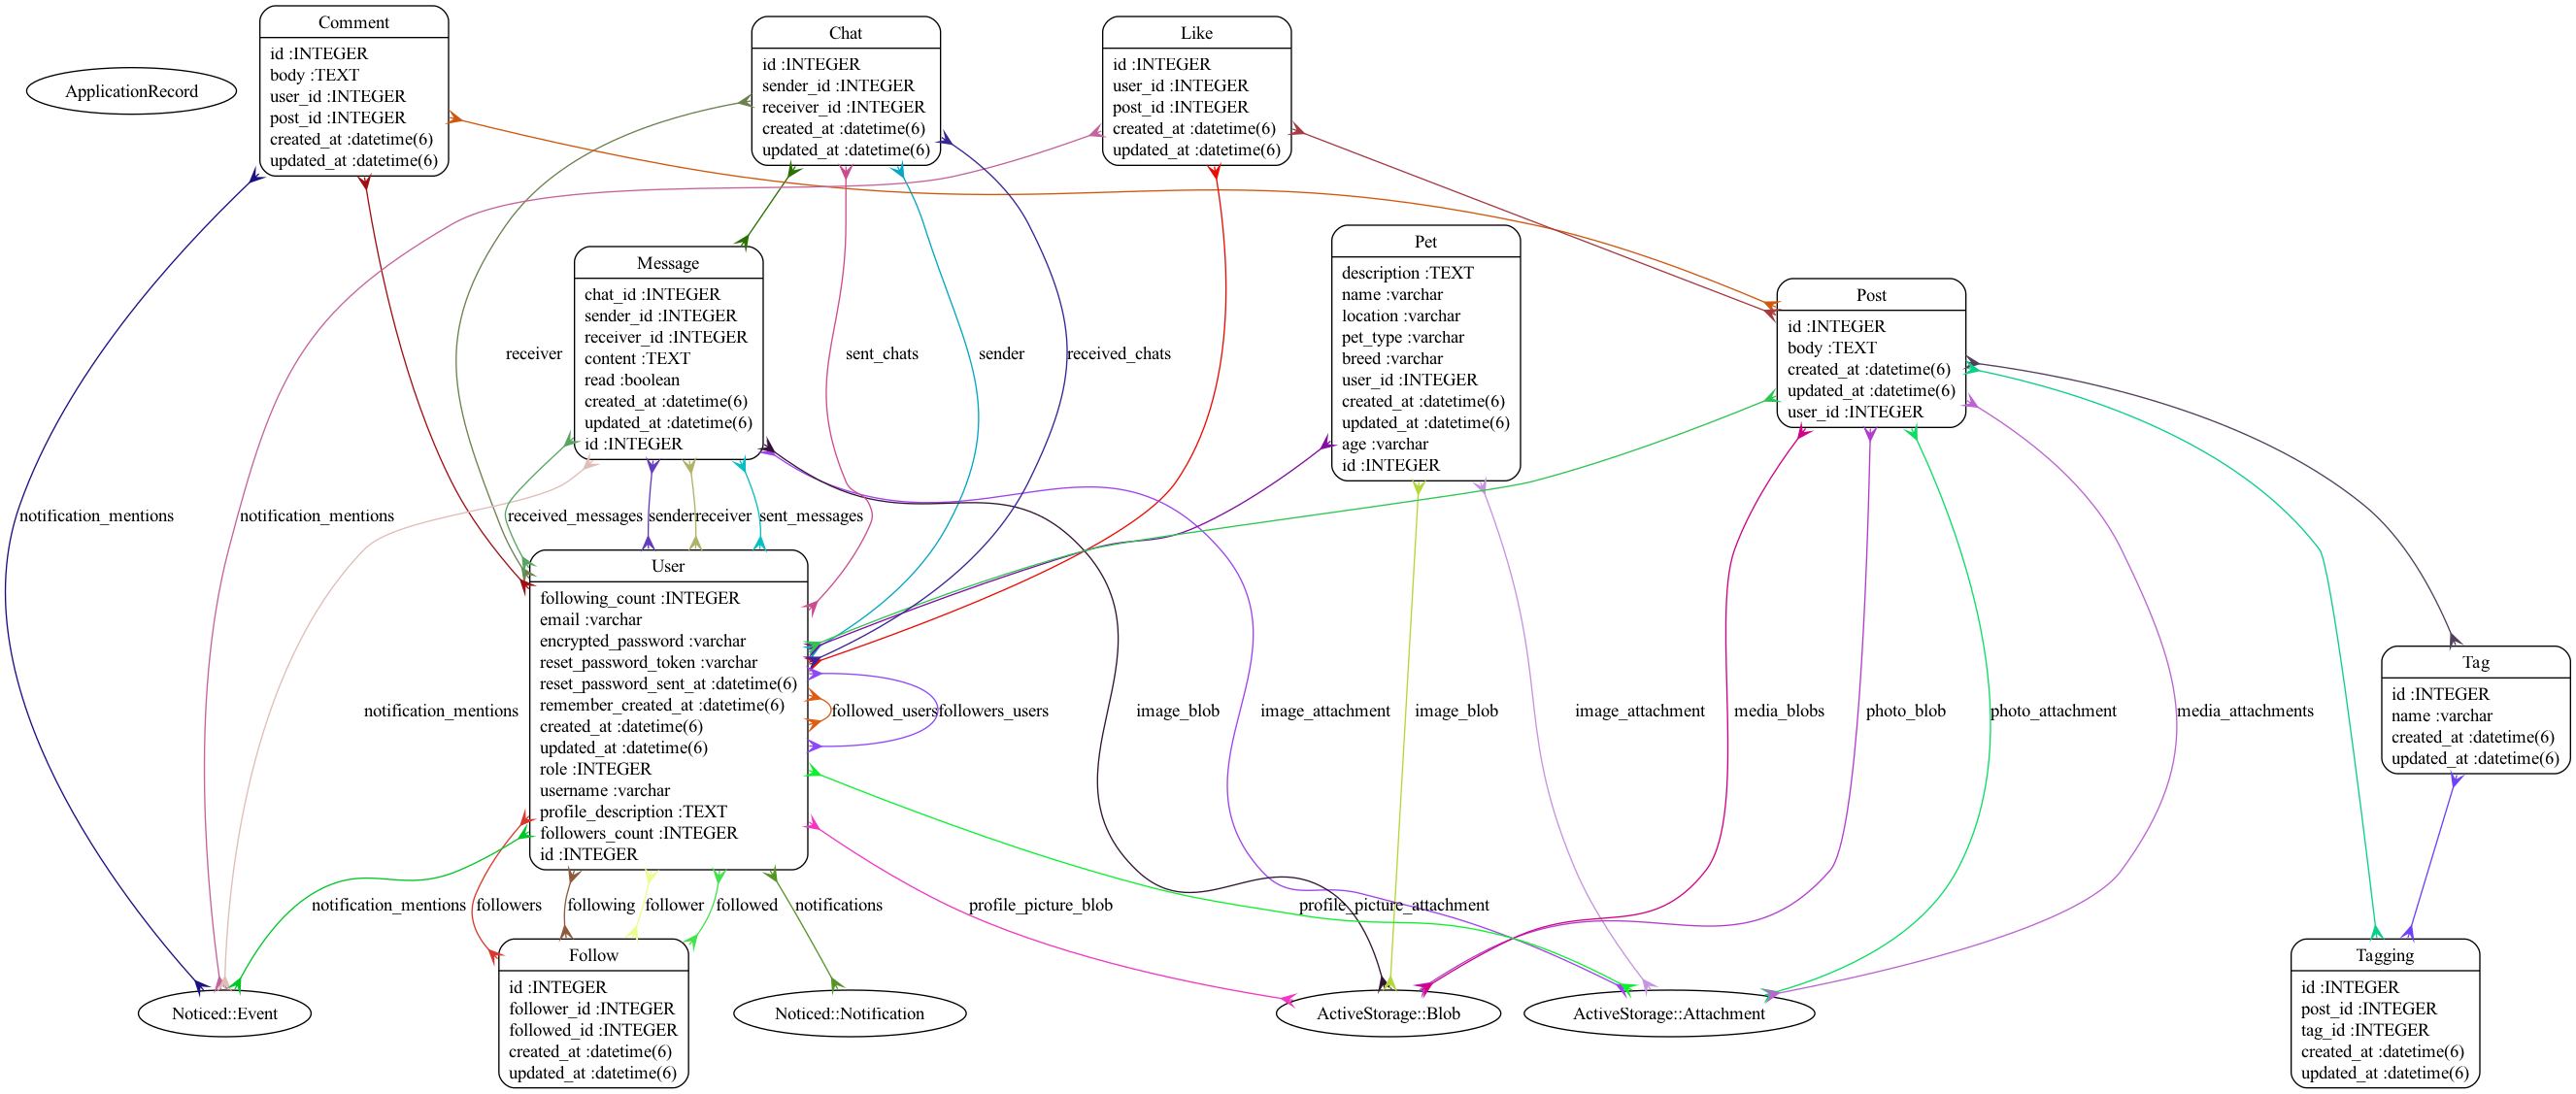 ApplicationRecord
Comment
id :INTEGER
body :TEXT
user_id :INTEGER
post_id :INTEGER
created_at :datetime(6)
updated_at :datetime(6)
Chat
id :INTEGER
sender_id :INTEGER
receiver_id :INTEGER
created_at :datetime(6)
updated_at :datetime(6)
Like
id :INTEGER
user_id :INTEGER
post_id :INTEGER
created_at :datetime(6)
updated_at :datetime(6)
Message
chat_id :INTEGER
sender_id :INTEGER
receiver_id :INTEGER
content :TEXT
read :boolean
created_at :datetime(6)
updated_at :datetime(6)
id :INTEGER
Pet
description :TEXT
name :varchar
location :varchar
pet_type :varchar
breed :varchar
user_id :INTEGER
created_at :datetime(6)
updated_at :datetime(6)
age :varchar
id :INTEGER
Post
id :INTEGER
body :TEXT
created_at :datetime(6)
updated_at :datetime(6)
user_id :INTEGER
receiver
sent_chats
sender
received_chats
notification_mentions
notification_mentions
received_messages
sender
receiver
sent_messages
User
following_count :INTEGER
email :varchar
encrypted_password :varchar
reset_password_token :varchar
reset_password_sent_at :datetime(6)
remember_created_at :datetime(6)
created_at :datetime(6)
updated_at :datetime(6)
role :INTEGER
username :varchar
profile_description :TEXT
followers_count :INTEGER
id :INTEGER
notification_mentions
followed_users
followers_users
image_blob
image_attachment
image_blob
image_attachment
media_blobs
photo_blob
photo_attachment
media_attachments
Tag
id :INTEGER
name :varchar
created_at :datetime(6)
updated_at :datetime(6)
notification_mentions
followers
following
follower
followed
notifications
profile_picture_blob
profile_picture_attachment
Noticed::Event
Follow
id :INTEGER
follower_id :INTEGER
followed_id :INTEGER
created_at :datetime(6)
updated_at :datetime(6)
Noticed::Notification
ActiveStorage::Blob
ActiveStorage::Attachment
Tagging
id :INTEGER
post_id :INTEGER
tag_id :INTEGER
created_at :datetime(6)
updated_at :datetime(6)